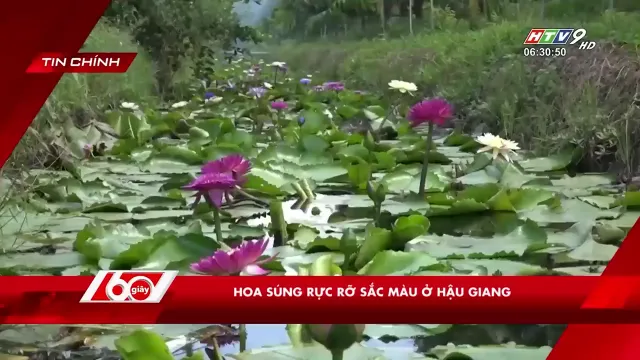 TIN CHÍNH
HTV9 HD
06:30:50
60 giây
HOA SÚNG RỰC RỠ SẮC MÀU Ở HẬU GIANG